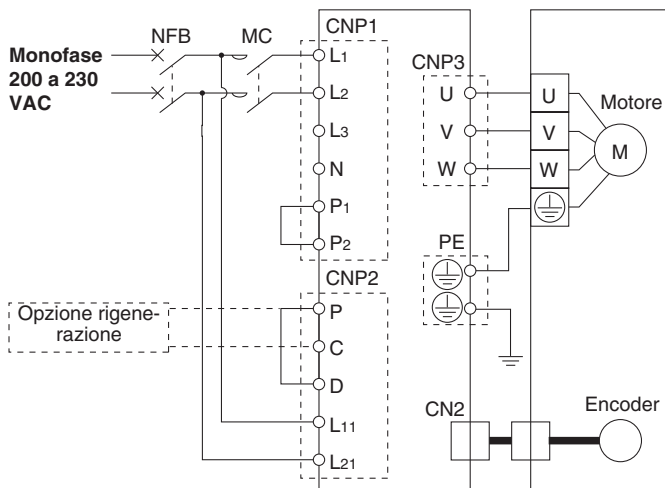 NFB
MC
CNP1
Monofase
200 a 230
VAC
L1
L2
L3
N
P1
P2
CNP2
Opzione rigene-
razione
P
C
D
L11
L21
CNP3
U
V
W
PE
CN2
U
V
W
Motore
M
Encoder